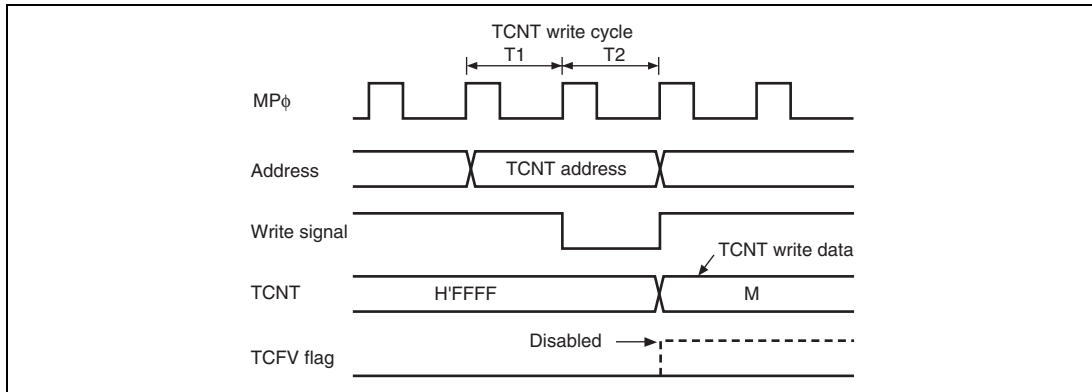 TCNT write cycle
T1 T2
MPϕ
Address TCNT address
Write signal
TCNT write data
TCNT H'FFFF M
Disabled
TCFV flag